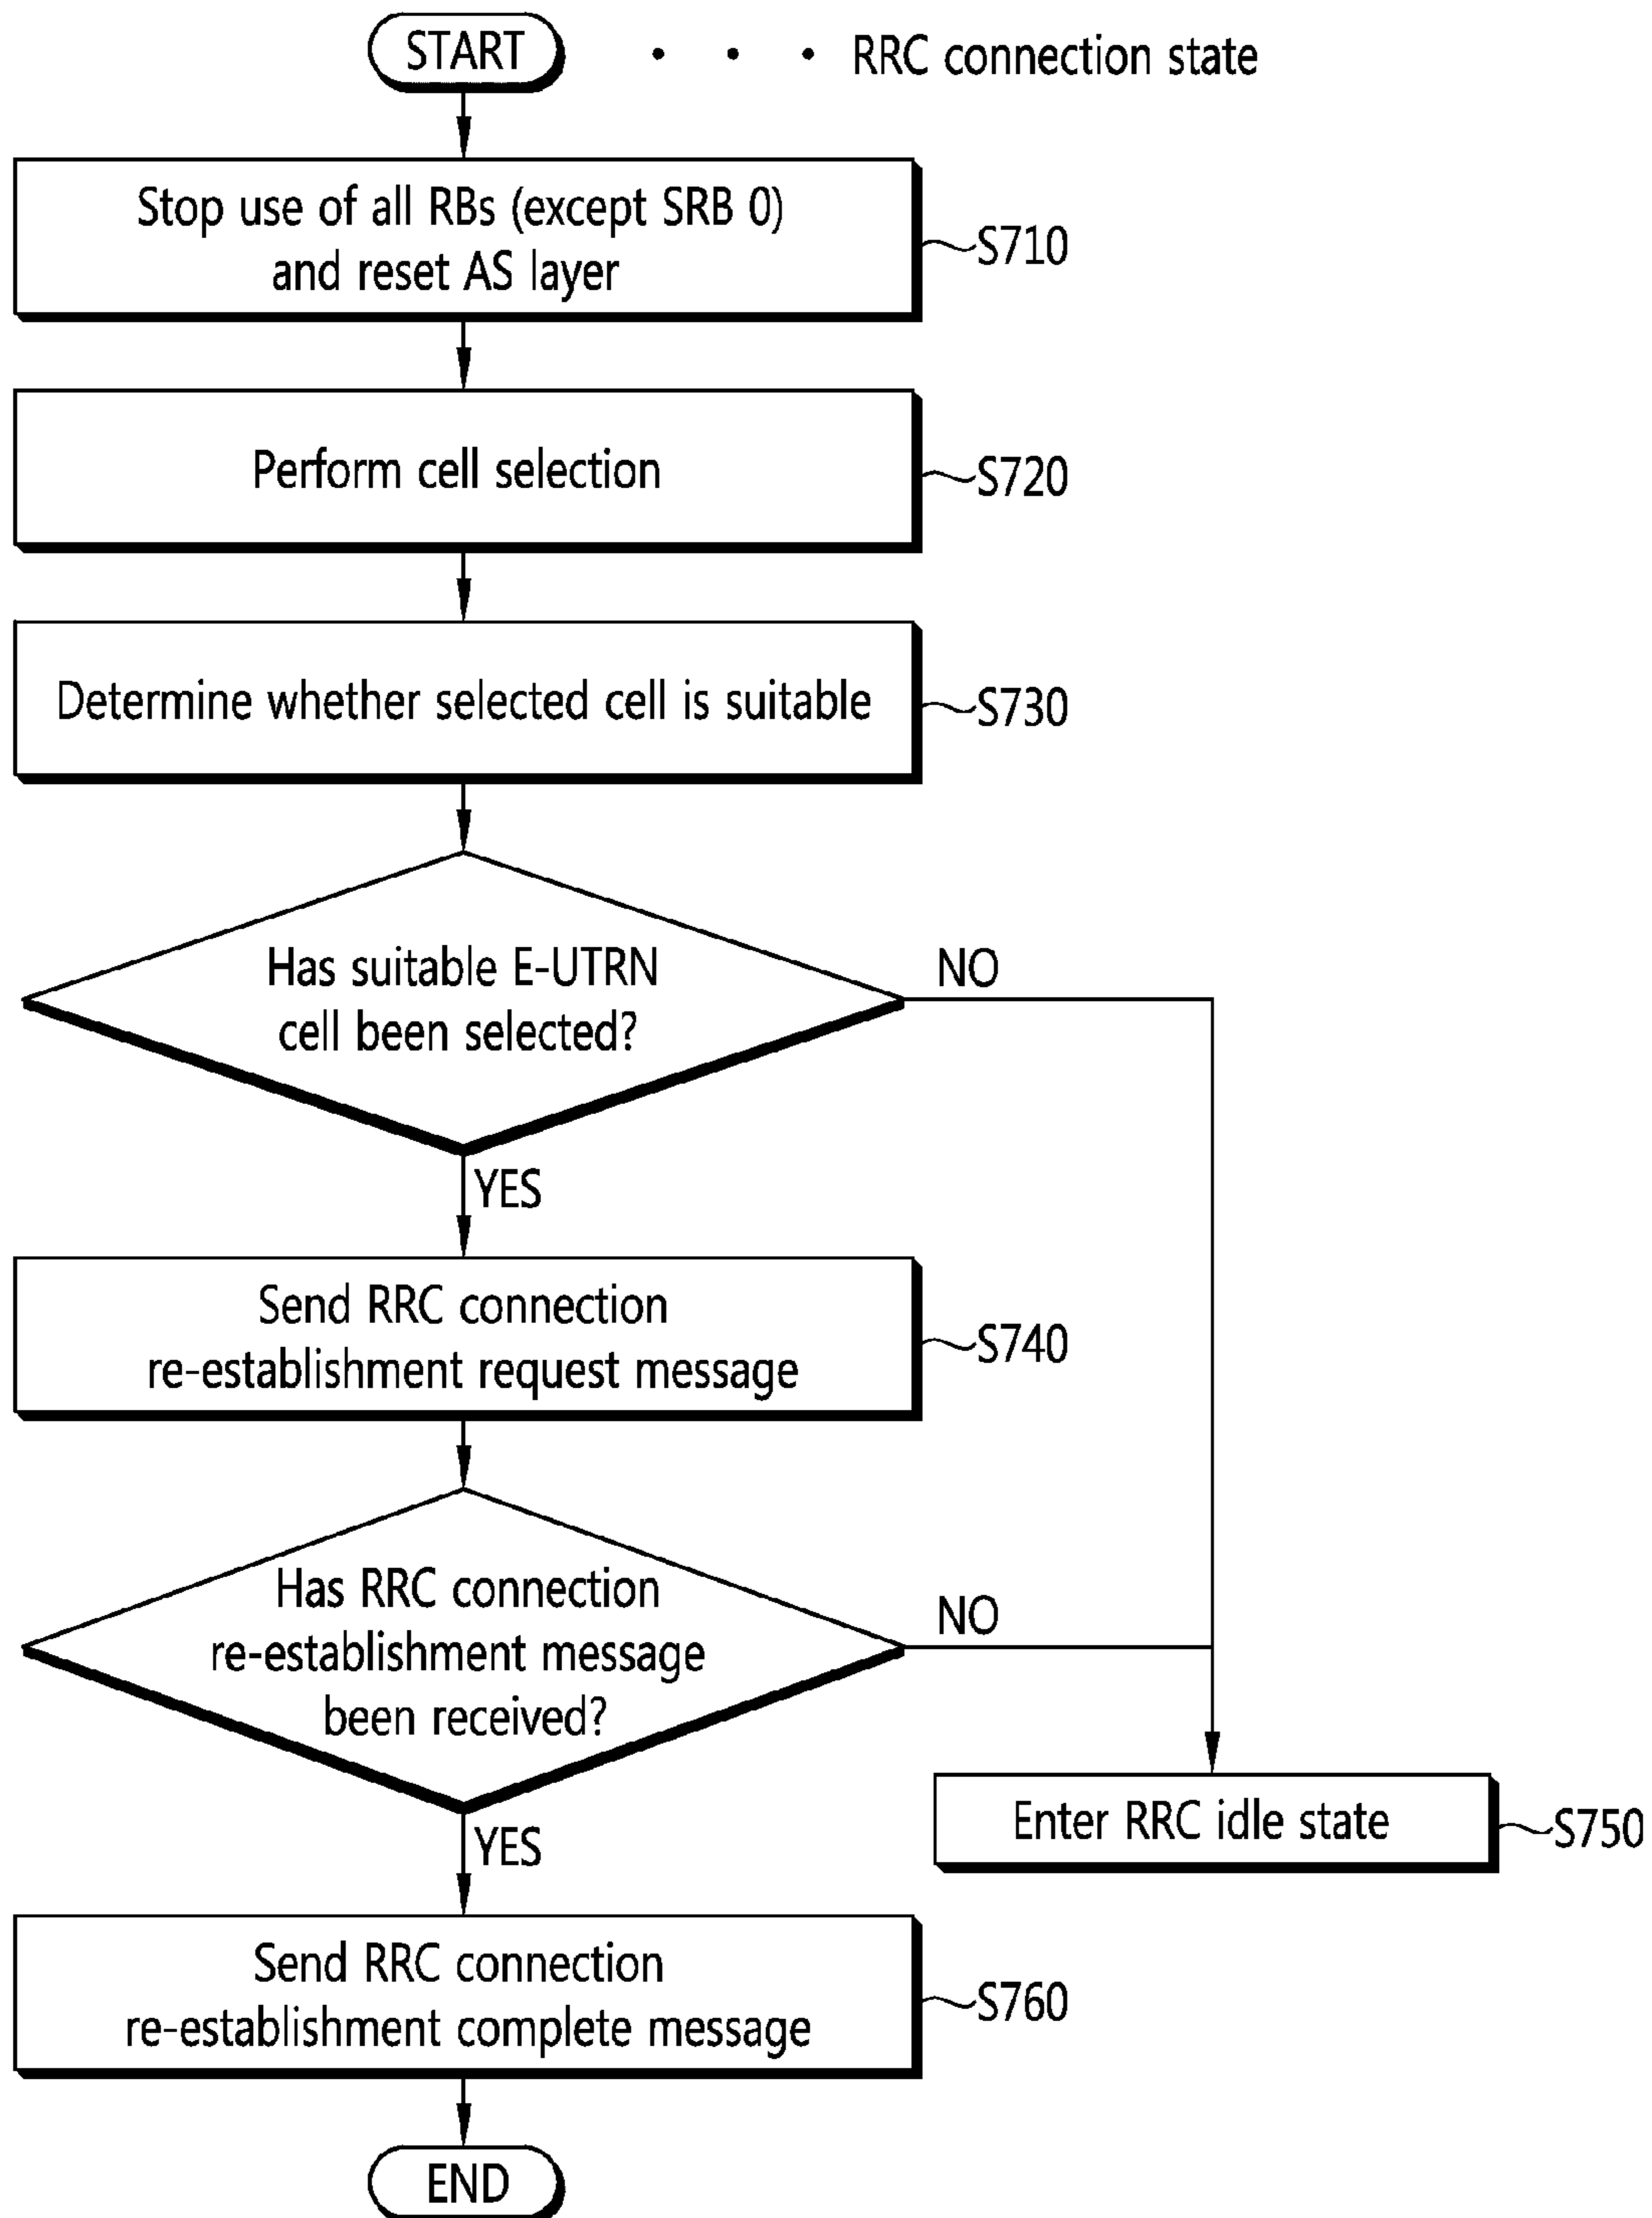 START
· · · RRC connection state
Stop use of all RBs (except SRB 0)
and reset AS layer
S710
Perform cell selection
S720
Determine whether selected cell is suitable
S730
Has suitable E-UTRN
cell been selected?
NO
YES
Send RRC connection
re-establishment request message
S740
Has RRC connection
re-establishment message
been received?
NO
YES
Enter RRC idle state
S750
Send RRC connection
re-establishment complete message
S760
END